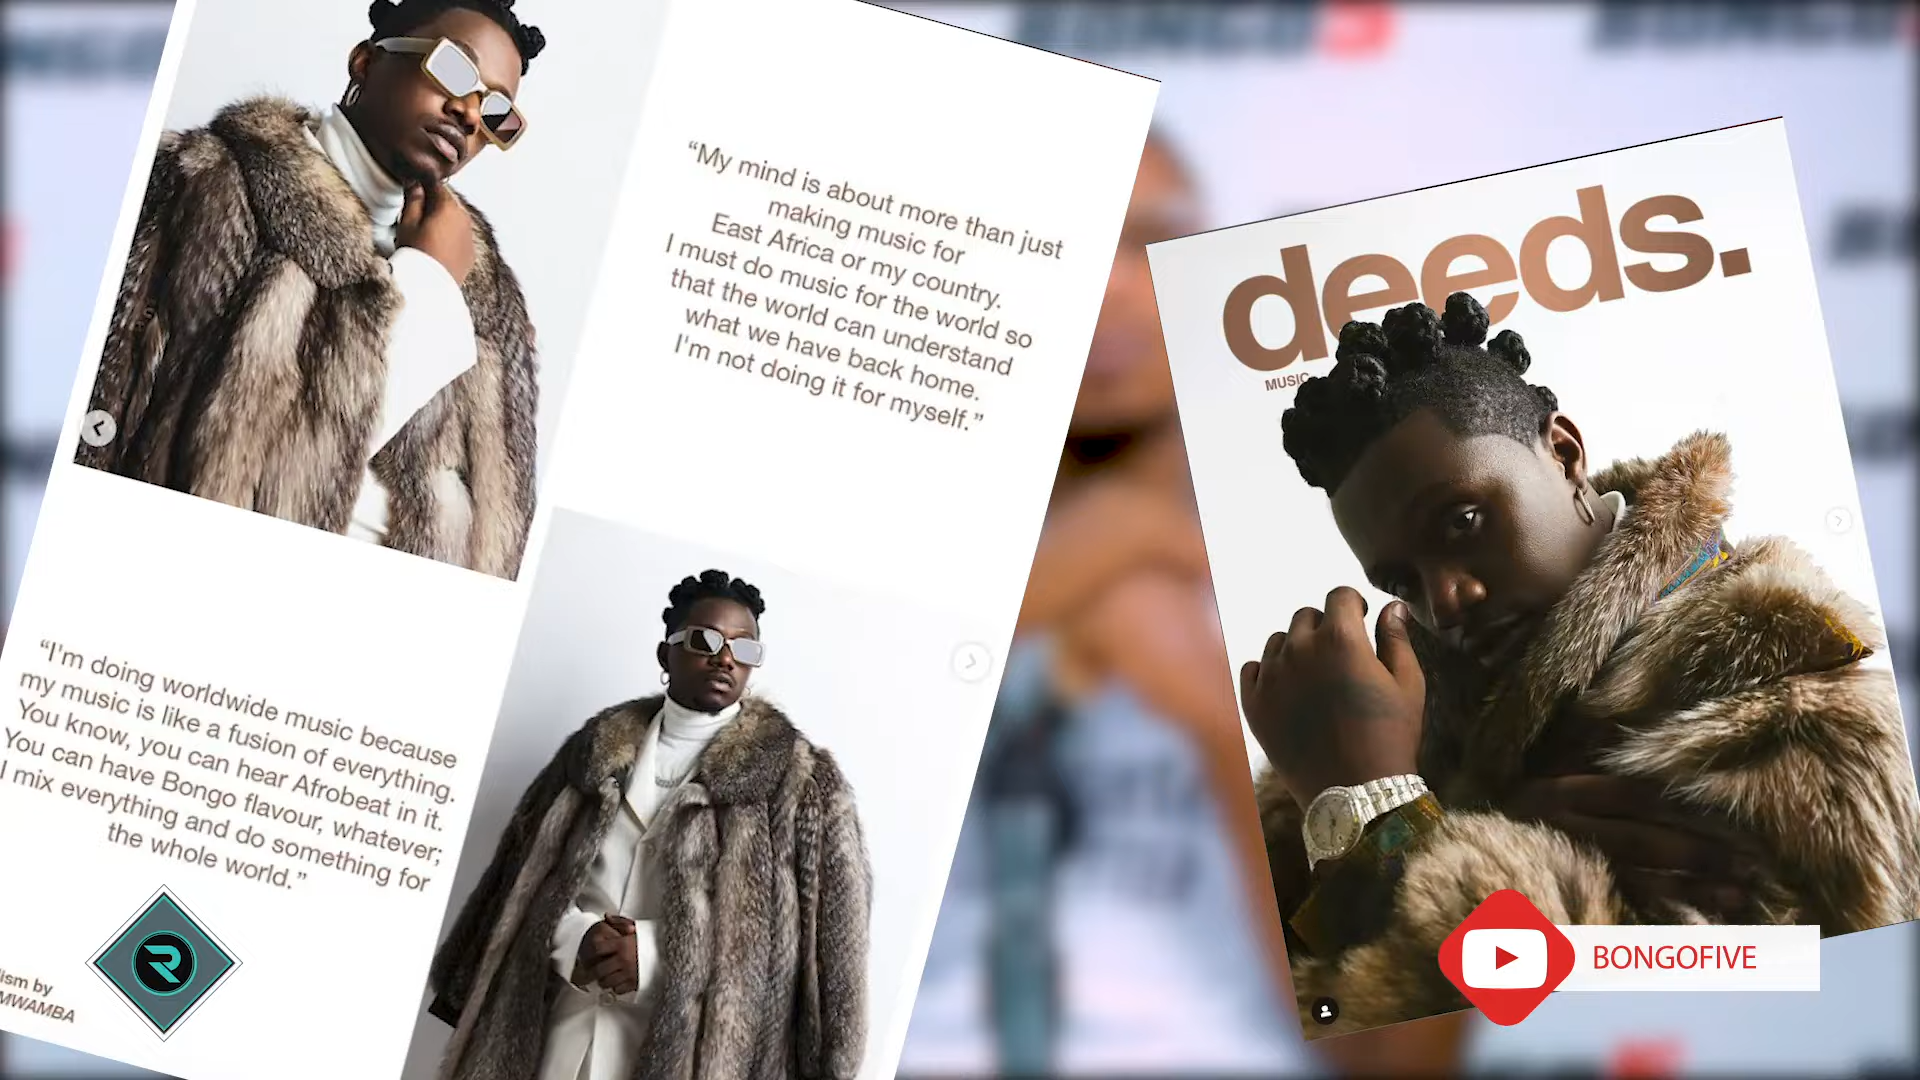 “My mind is about more than just
making music for
East Africa or my country.
I must do music for the world so
that the world can understand
what we have back home.
I'm not doing it for myself.”
“I'm doing worldwide music because
my music is like a fusion of everything.
You know, you can hear Afrobeat in it.
You can have Bongo flavour, whatever;
I mix everything and do something for
the whole world.”
ism by
MWAMBA
deeds.
MUSIC
BONGOFIVE